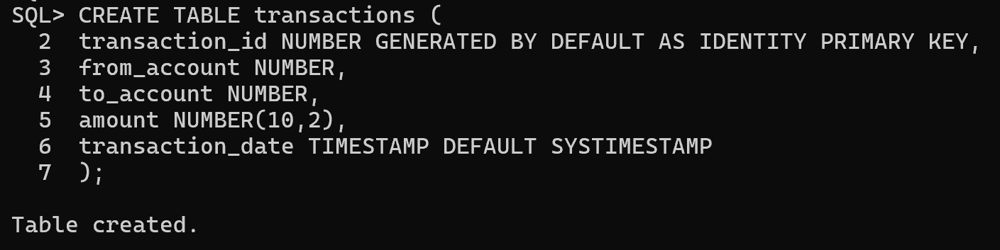 SQL> CREATE TABLE transactions (
  2  transaction_id NUMBER GENERATED BY DEFAULT AS IDENTITY PRIMARY KEY,
  3  from_account NUMBER,
  4  to_account NUMBER,
  5  amount NUMBER(10,2),
  6  transaction_date TIMESTAMP DEFAULT SYSTIMESTAMP
  7  );
Table created.